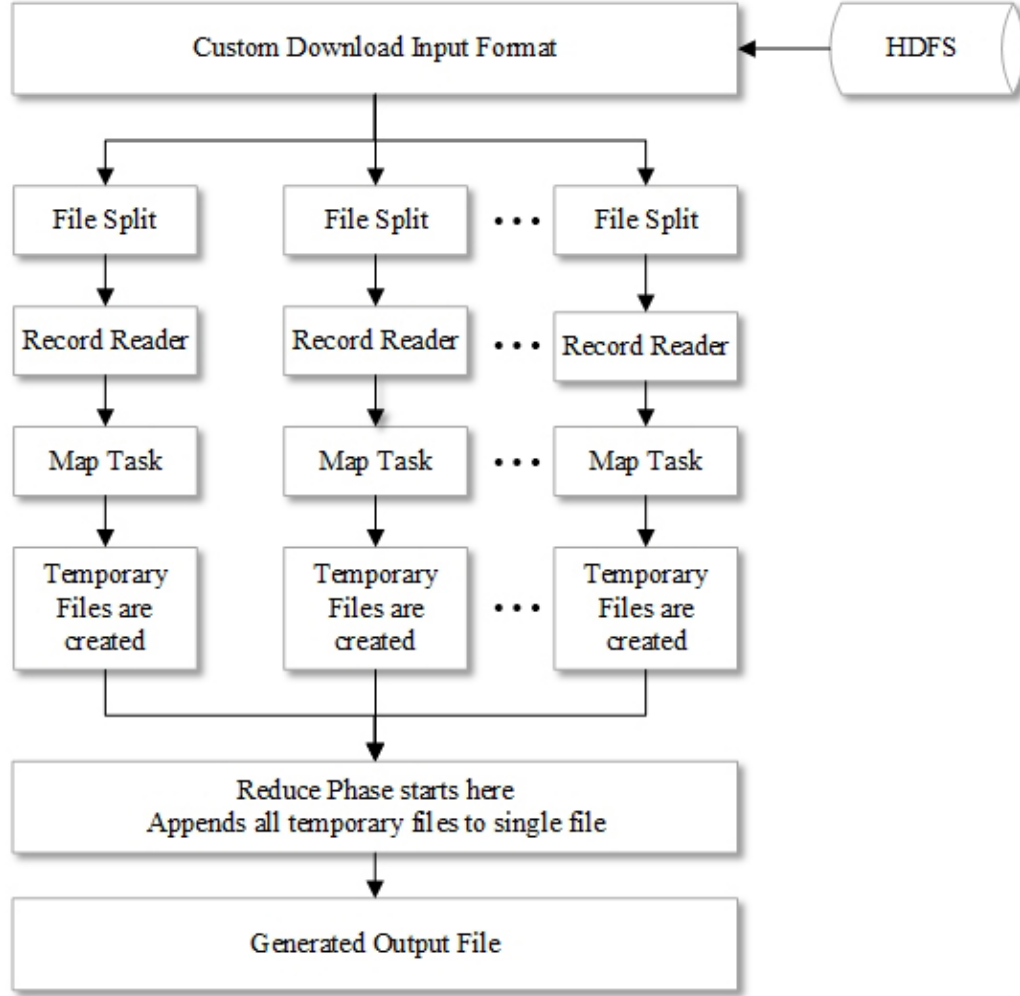 Custom Download Input Format
HDFS
File Split
File Split
• • •
File Split
Record Reader
Record Reader
• • •
Record Reader
Map Task
Map Task
• • •
Map Task
Temporary
Files are
created
Temporary
Files are
created
• • •
Temporary
Files are
created
Reduce Phase starts here
Appends all temporary files to single file
Generated Output File